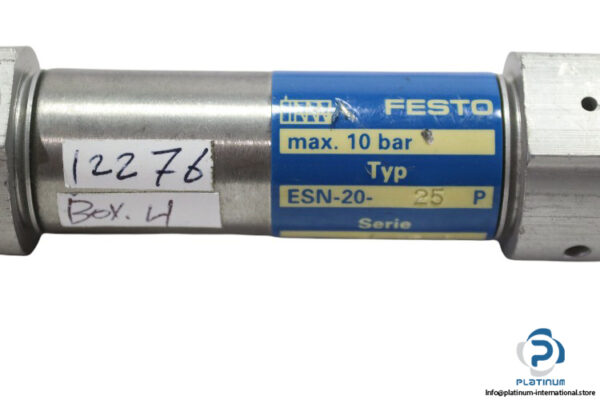 12276
Box. 4
FESTO
max. 10 bar
Typ
ESN-20- 25 P
Serie
PLATINUM
Info@platinum-international.store